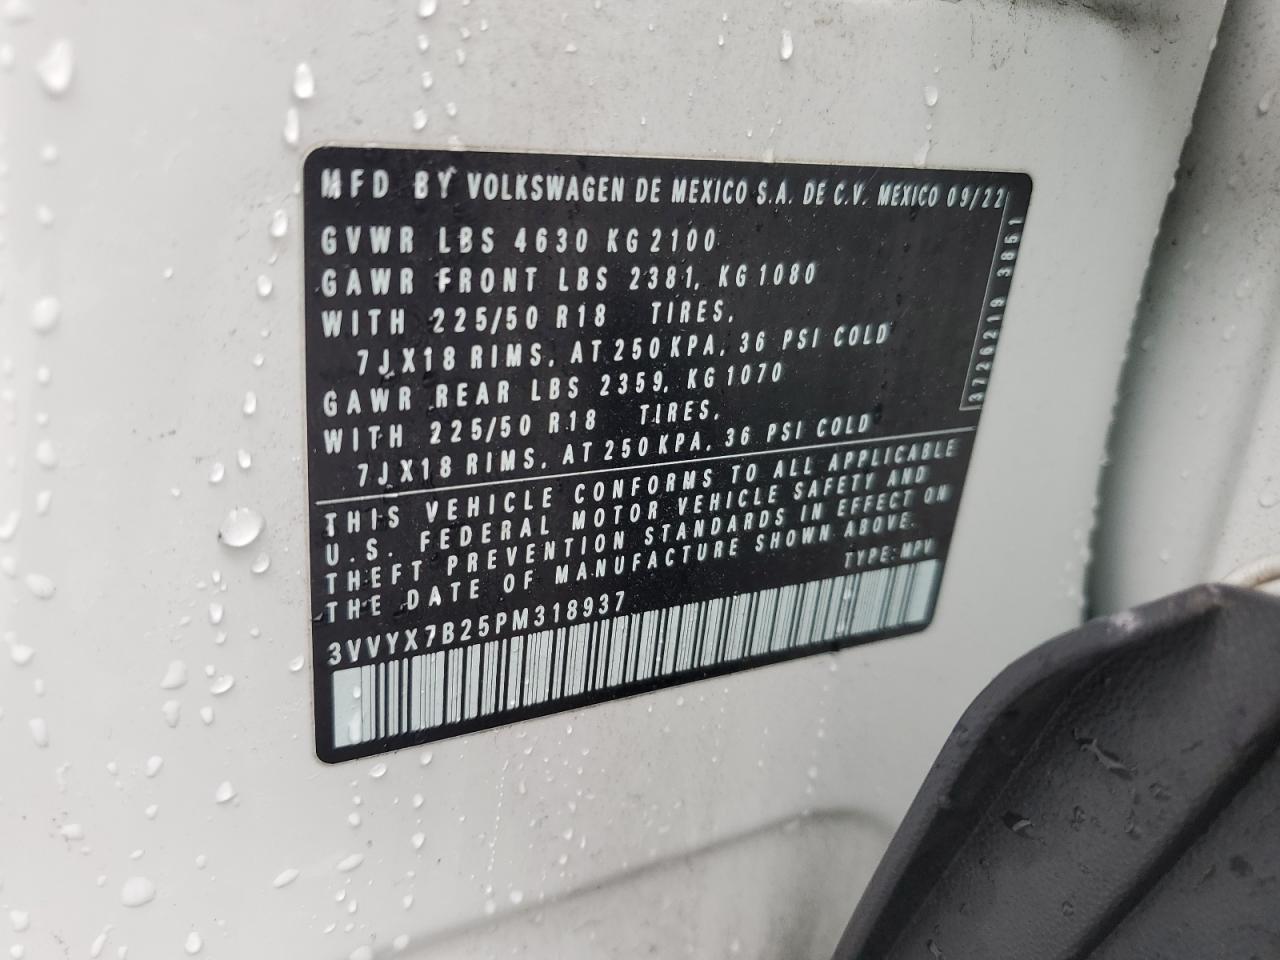 MFD BY VOLKSWAGEN DE MEXICO S.A. DE C.V. MEXICO 09/22
GVWR LBS 4630 KG 2100
GAWR FRONT LBS 2381, KG 1080
WITH 225/50 R18 TIRES,
7JX18 RIMS, AT 250 KPA, 36 PSI COLD
GAWR REAR LBS 2359, KG 1070
WITH 225/50 R18 TIRES,
7JX18 RIMS, AT 250 KPA, 36 PSI COLD
3726219 3861
THIS VEHICLE CONFORMS TO ALL APPLICABLE
U.S. FEDERAL MOTOR VEHICLE SAFETY AND
THEFT PREVENTION STANDARDS IN EFFECT ON
THE DATE OF MANUFACTURE SHOWN ABOVE.
TYPE: MPV
3VVYX7B25PM318937